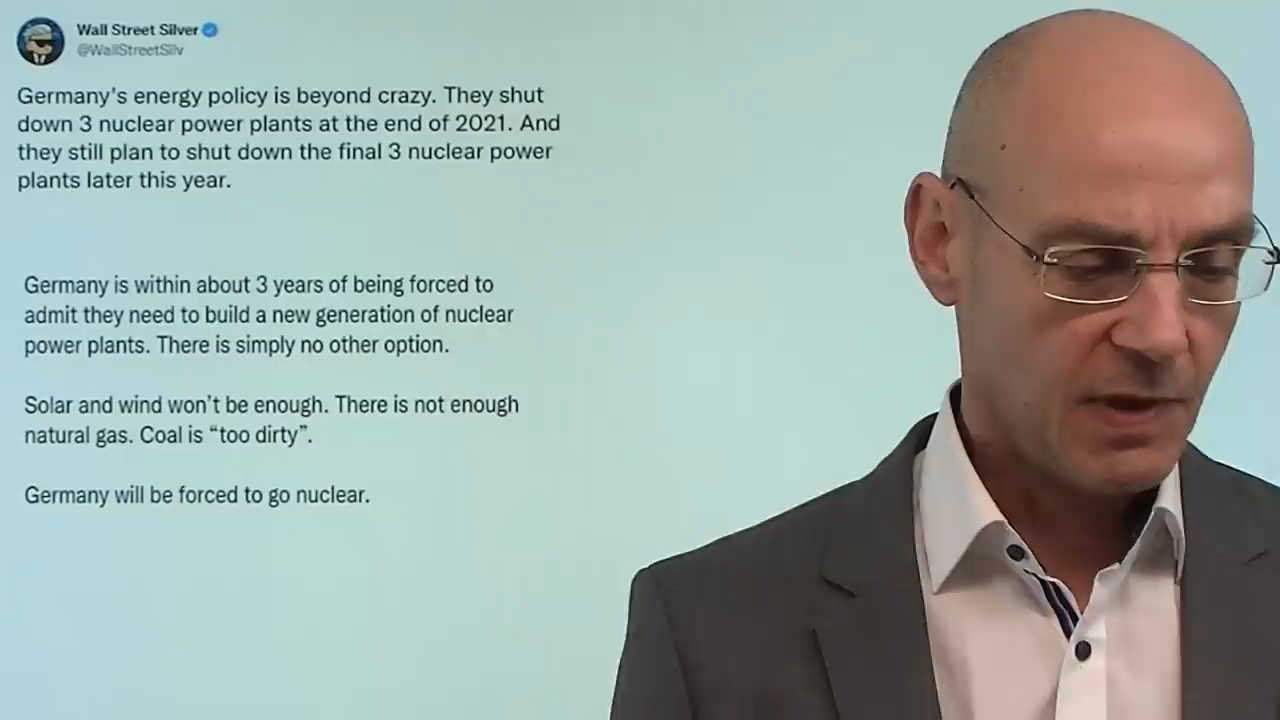 Wall Street Silver
@WallStreetSilv
Germany's energy policy is beyond crazy. They shut
down 3 nuclear power plants at the end of 2021. And
they still plan to shut down the final 3 nuclear power
plants later this year.
Germany is within about 3 years of being forced to
admit they need to build a new generation of nuclear
power plants. There is simply no other option.
Solar and wind won't be enough. There is not enough
natural gas. Coal is “too dirty”.
Germany will be forced to go nuclear.